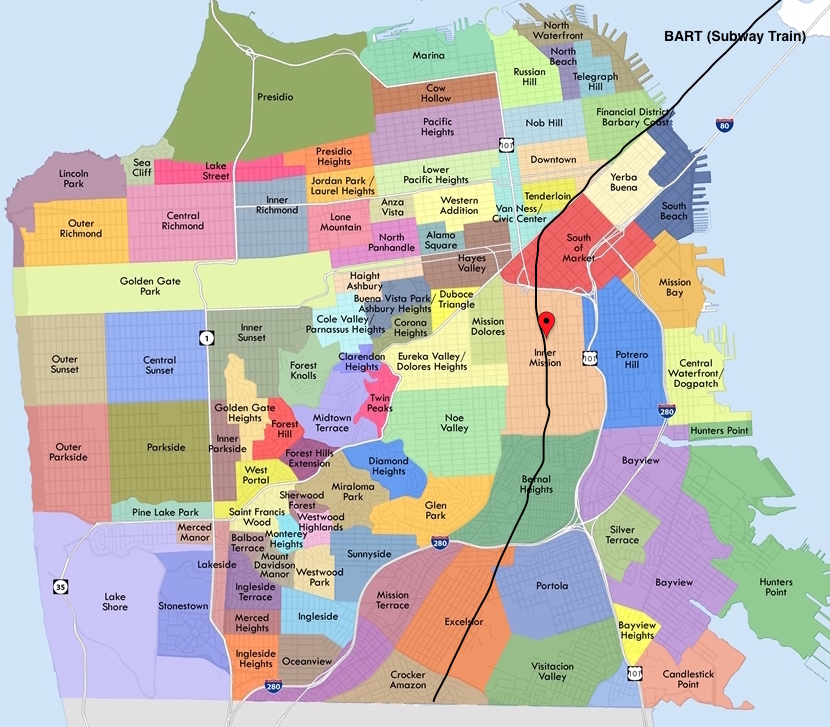 North
Waterfront
BART (Subway Train)
Marina
North
Beach
Russian
Hill
Telegraph
Hill
Presidio
Cow
Hollow
Financial District/
Barbary Coast
Pacific
Heights
Nob Hill
80
101
Presidio
Heights
Downtown
Sea
Cliff
Lake
Street
Lincoln
Park
Lower
Pacific Heights
Yerba
Buena
Jordan Park /
Laurel Heights
Tenderloin
Inner
Richmond
Anza
Vista
Western
Addition
Van Ness/
Civic Center
South
Beach
Central
Richmond
Lone
Mountain
Outer
Richmond
North
Panhandle
Alamo
Square
South
of
Market
Hayes
Valley
Golden Gate
Park
Haight
Ashbury
Mission
Bay
Buena Vista Park/
Ashbury Heights
Duboce
Triangle
Cole Valley/
Parnassus Heights
Corona
Heights
Mission
Dolores
Inner
Sunset
1
Outer
Sunset
Central
Sunset
Clarendon
Heights
Eureka Valley/
Dolores Heights
Inner
Mission
101
Potrero
Hill
Forest
Knolls
Central
Waterfront/
Dogpatch
Twin
Peaks
Golden Gate
Heights
Midtown
Terrace
Noe
Valley
280
Forest
Hill
Hunters Point
Outer
Parkside
Parkside
Inner
Parkside
Forest Hills
Extension
Bayview
Diamond
Heights
West
Portal
Bernal
Heights
Miraloma
Park
Sherwood
Forest
Glen
Park
Pine Lake Park
Saint Francis
Wood
Westwood
Highlands
Merced
Manor
Monterey
Heights
Balboa
Terrace
Silver
Terrace
280
Sunnyside
Mount
Davidson
Manor
Lakeside
Westwood
Park
35
Lake
Shore
Stonestown
Ingleside
Terrace
Mission
Terrace
Portola
Bayview
Hunters
Point
Merced
Heights
Ingleside
Excelsior
Bayview
Heights
Ingleside
Heights
Oceanview
Crocker
Amazon
Visitacion
Valley
101
Candlestick
Point
280